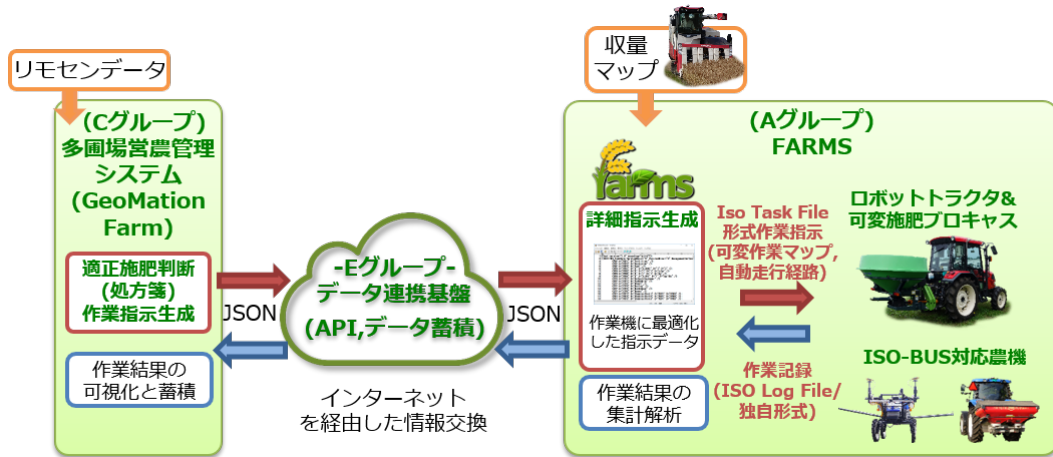 リモセンデータ
収量
マップ
(Cグループ)
多圃場営農管理
システム
(GeoMation
Farm)
適正施肥判断
(処方箋)
作業指示生成
作業結果の
可視化と蓄積
JSON
-Eグループ-
データ連携基盤
(API,データ蓄積)
インターネット
を経由した情報交換
JSON
(Aグループ)
FARMS
farms
詳細指示生成
作業機に最適化
した指示データ
作業結果の
集計解析
Iso Task File
形式作業指示
(可変作業マップ,
自動走行経路)
作業記録
(ISO Log File/
独自形式)
ロボットトラクタ&
可変施肥ブロキャス
ISO-BUS対応農機